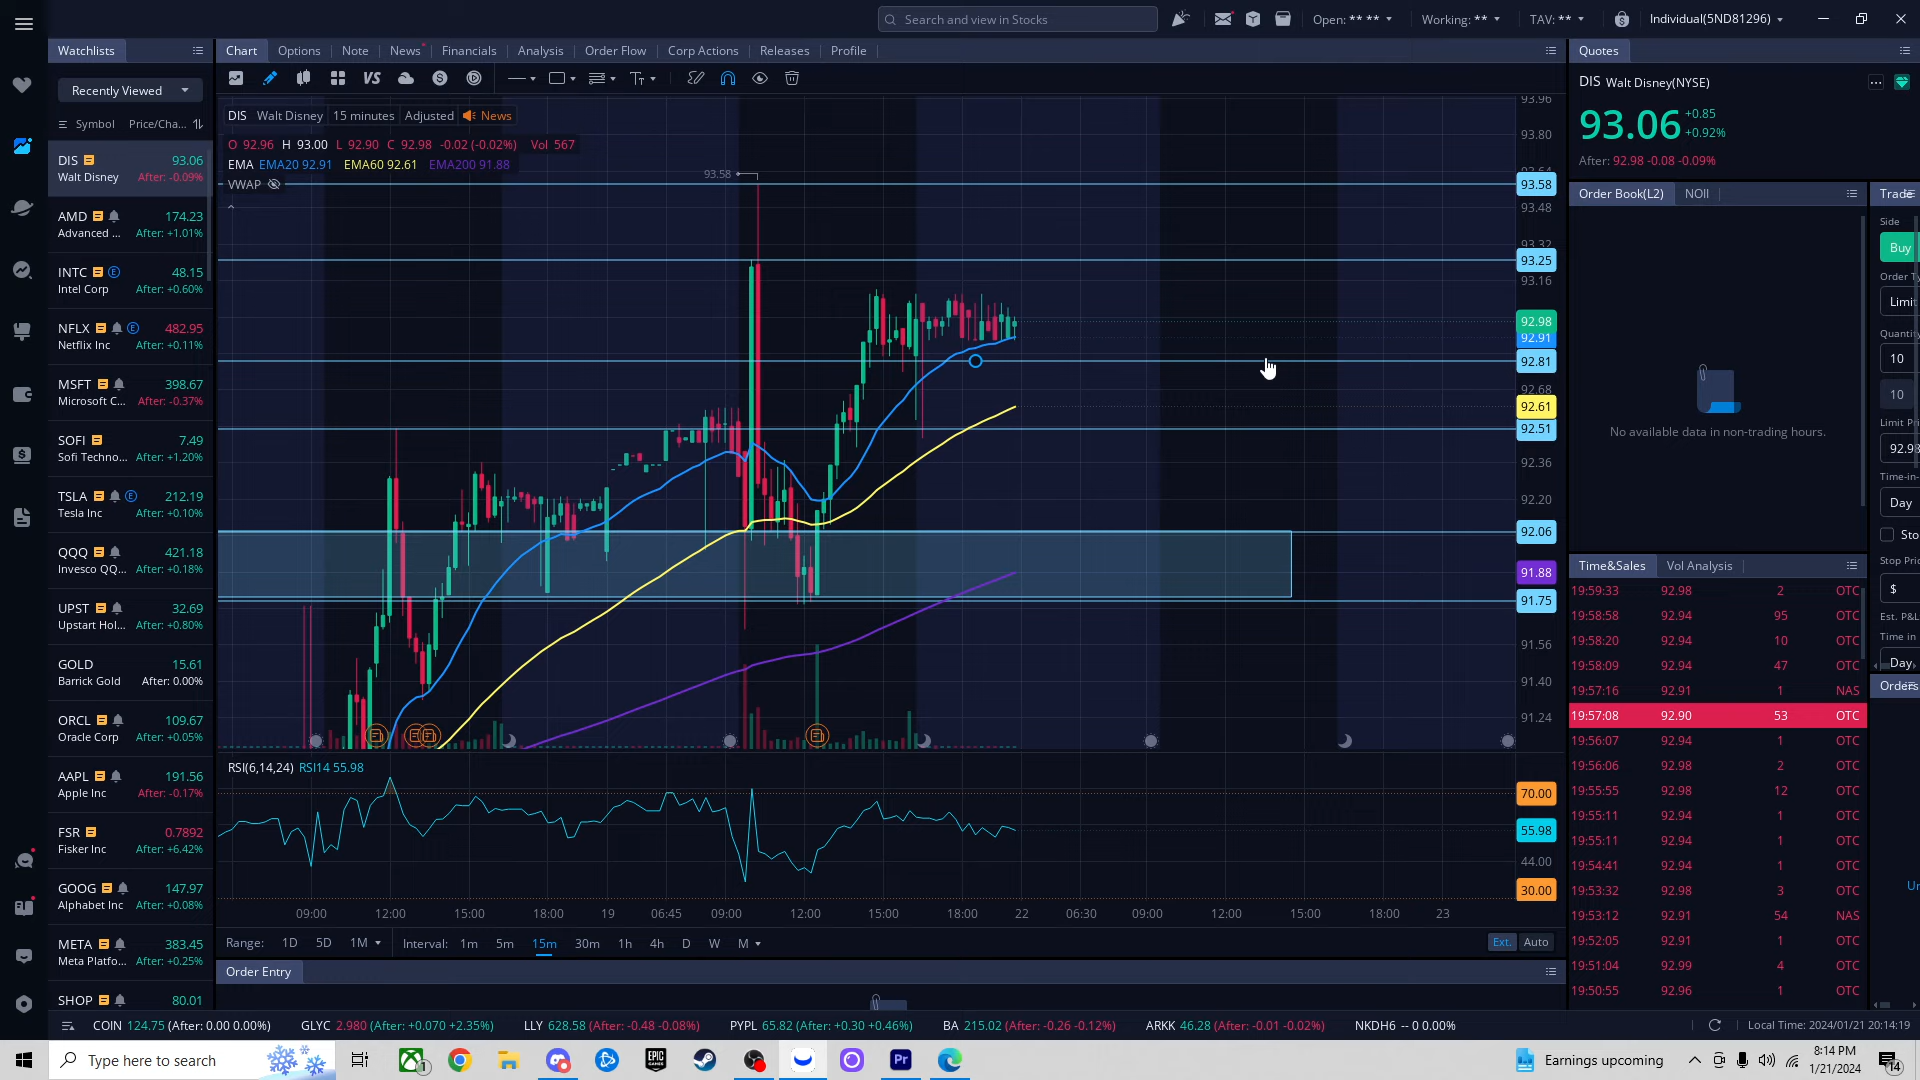 Search and view in Stocks
Open: ** **
Working: **
TAV: **
Individual(5ND81296)
Watchlists
Chart Options Note News Financials Analysis Order Flow Corp Actions Releases Profile
Quotes
Recently Viewed
VS
Symbol Price/Cha...
DIS 93.06
Walt Disney After: -0.09%
AMD 174.23
Advanced ... After: +1.01%
INTC 48.15
Intel Corp After: +0.60%
NFLX 482.95
Netflix Inc After: +0.11%
MSFT 398.67
Microsoft C... After: -0.37%
SOFI 7.49
Sofi Techno... After: +1.20%
TSLA 212.19
Tesla Inc After: +0.10%
QQQ 421.18
Invesco QQ... After: +0.18%
UPST 32.69
Upstart Hol... After: +0.80%
GOLD 15.61
Barrick Gold After: 0.00%
ORCL 109.67
Oracle Corp After: +0.05%
AAPL 191.56
Apple Inc After: -0.17%
FSR 0.7892
Fisker Inc After: +6.42%
GOOG 147.97
Alphabet Inc After: +0.08%
META 383.45
Meta Platfo... After: +0.25%
SHOP 80.01
DIS Walt Disney 15 minutes Adjusted News
O 92.96 H 93.00 L 92.90 C 92.98 -0.02 (-0.02%) Vol 567
EMA EMA20 92.91 EMA60 92.61 EMA200 91.88
VWAP
93.58
93.96
93.80
93.58
93.48
93.32
93.25
93.16
92.98
92.91
92.81
92.68
92.61
92.51
92.36
92.20
92.06
91.88
91.75
91.56
91.40
91.24
RSI(6,14,24) RSI14 55.98
70.00
55.98
44.00
30.00
09:00 12:00 15:00 18:00 19 06:45 09:00 12:00 15:00 18:00 22 06:30 09:00 12:00 15:00 18:00 23
Range: 1D 5D 1M Interval: 1m 5m 15m 30m 1h 4h D W M
Ext. Auto
Order Entry
DIS Walt Disney(NYSE)
93.06 +0.85
+0.92%
After: 92.98 -0.08 -0.09%
Order Book(L2) NOII
No available data in non-trading hours.
Trade
Side
Buy
Order Ty
Limi
Quantity
10
10
Limit Pri
92.98
Time-in-
Day
Sto
Stop Pric
$
Est. P&L
Time in
Day
Orders
Time&Sales Vol Analysis
19:59:33 92.98 2 OTC
19:58:58 92.94 95 OTC
19:58:20 92.94 10 OTC
19:58:09 92.94 47 OTC
19:57:16 92.91 1 NAS
19:57:08 92.90 53 OTC
19:56:07 92.94 1 OTC
19:56:06 92.98 2 OTC
19:55:55 92.98 12 OTC
19:55:11 92.94 1 OTC
19:55:11 92.94 1 OTC
19:54:41 92.94 1 OTC
19:53:32 92.98 3 OTC
19:53:12 92.91 54 NAS
19:52:05 92.91 1 OTC
19:51:04 92.99 4 OTC
19:50:55 92.96 1 OTC
COIN 124.75 (After: 0.00 0.00%) GLYC 2.980 (After: +0.070 +2.35%) LLY 628.58 (After: -0.48 -0.08%) PYPL 65.82 (After: +0.30 +0.46%) BA 215.02 (After: -0.26 -0.12%) ARKK 46.28 (After: -0.01 -0.02%) NKDH6 -- 0 0.00%
Local Time: 2024/01/21 20:14:19
Type here to search
Pr
Earnings upcoming
8:14 PM
1/21/2024
14